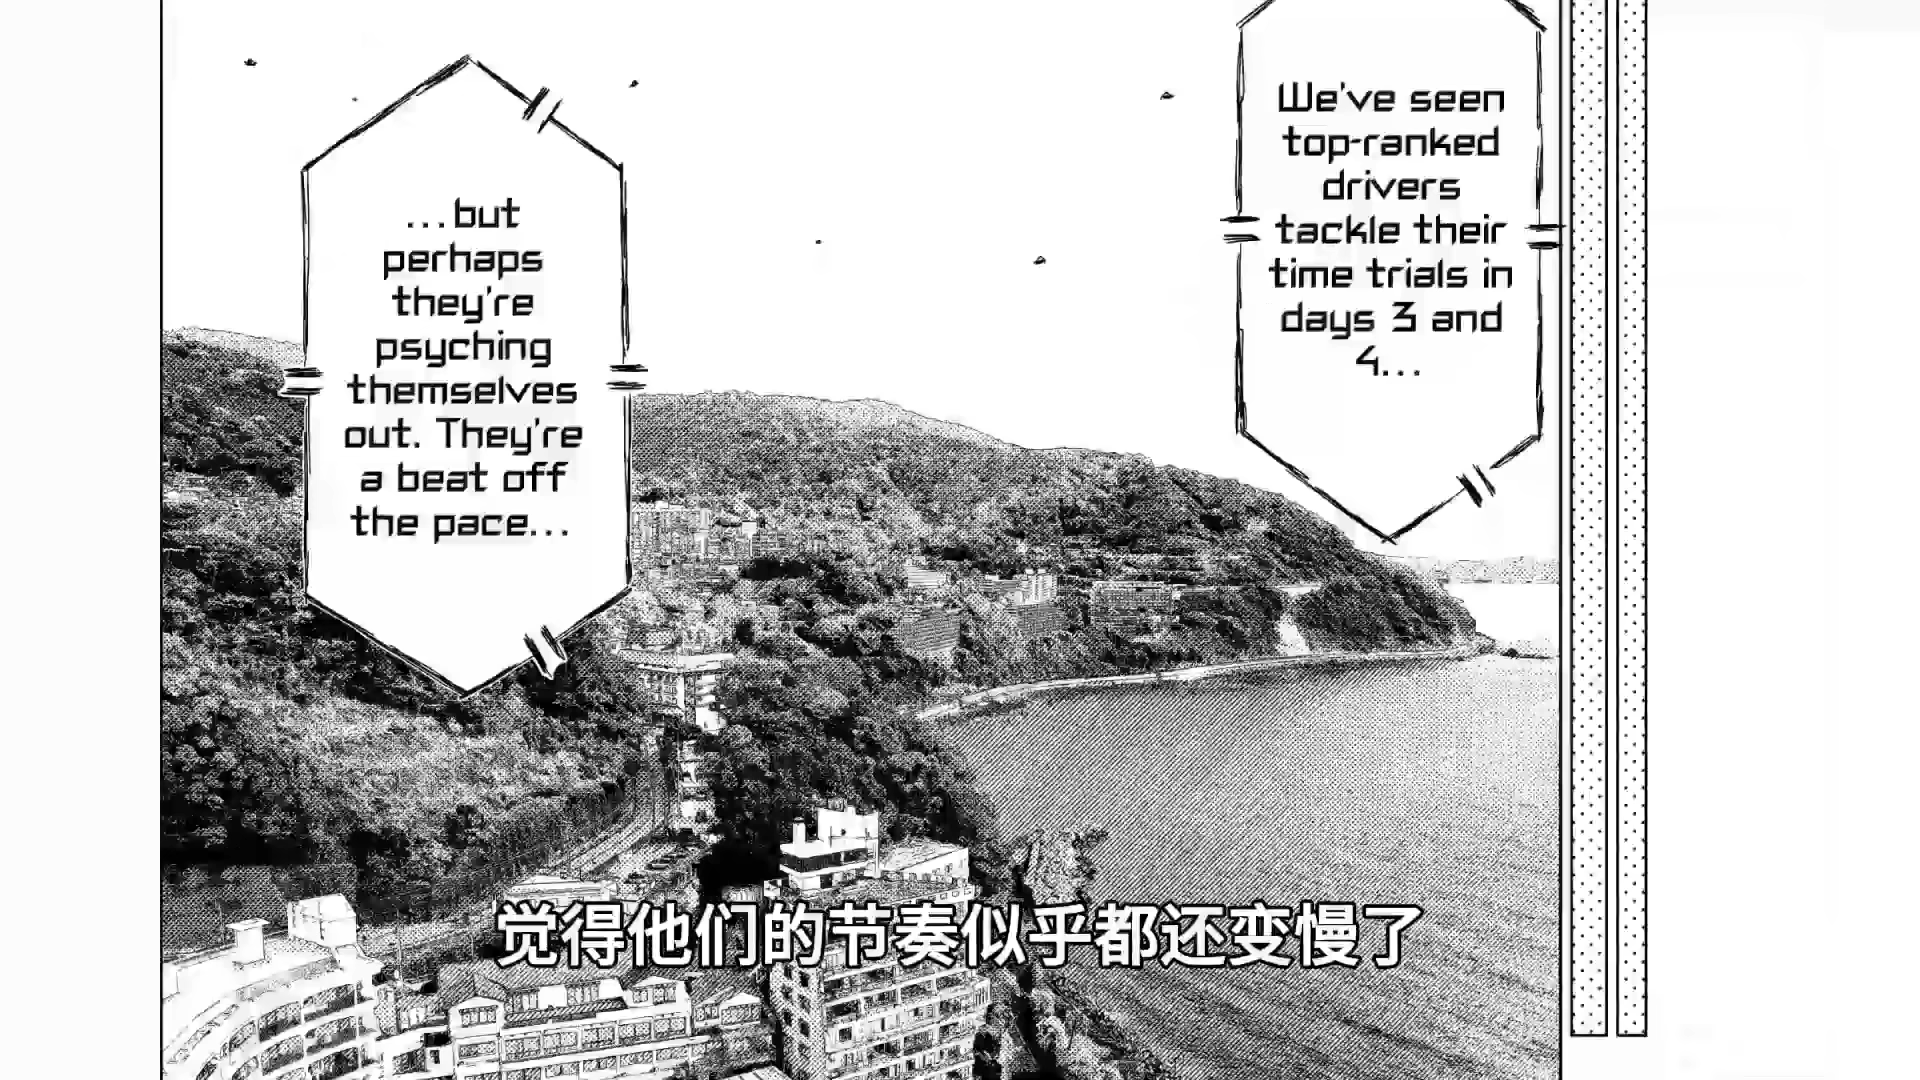 We've seen
top-ranked
drivers
tackle their
time trials in
days 3 and
4...
...but
perhaps
they're
psyching
themselves
out. They're
a beat off
the pace...
觉得他们的节奏似乎都还变慢了